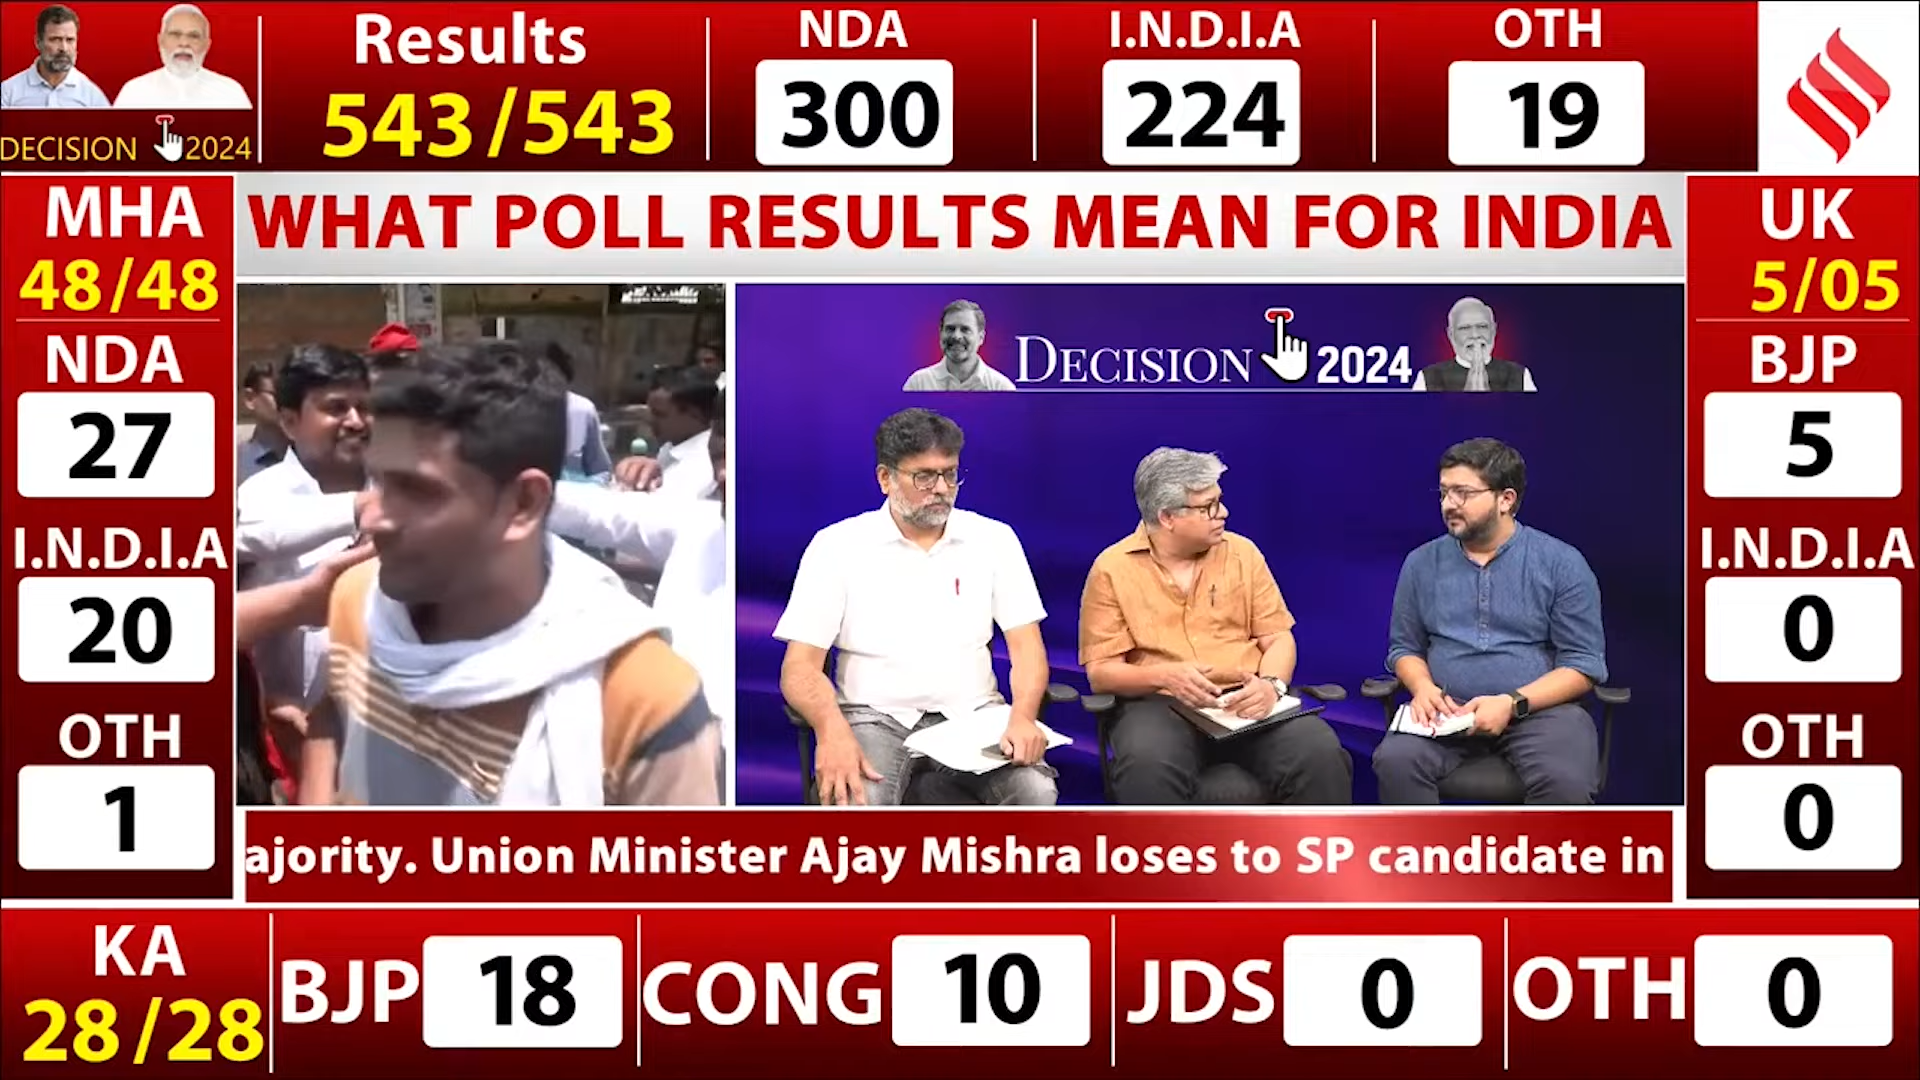 Results
543/543
NDA
300
I.N.D.I.A
224
OTH
19
DECISION 2024
MHA
48/48
NDA
27
I.N.D.I.A
20
OTH
1
WHAT POLL RESULTS MEAN FOR INDIA
DECISION 2024
UK
5/05
BJP
5
I.N.D.I.A
0
OTH
0
ajority. Union Minister Ajay Mishra loses to SP candidate in
KA
28/28
BJP
18
CONG
10
JDS
0
OTH
0